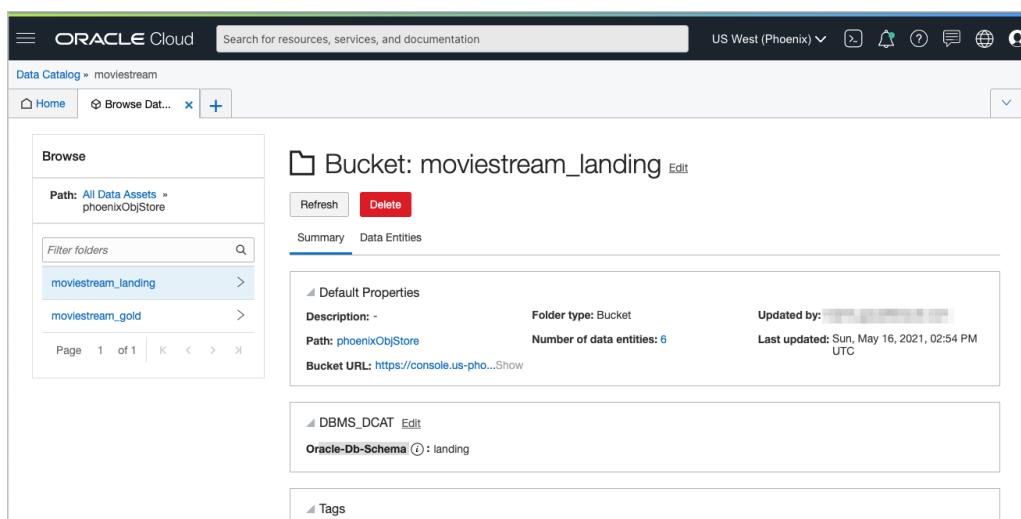 ORACLE Cloud
Search for resources, services, and documentation
US West (Phoenix)
Data Catalog » moviestream
Home
Browse Dat... x
+
Browse
Path: All Data Assets »
phoenixObjStore
Filter folders
moviestream_landing
moviestream_gold
Page 1 of 1
Bucket: moviestream_landing Edit
Refresh
Delete
Summary
Data Entities
Default Properties
Description: -
Folder type: Bucket
Updated by:
Path: phoenixObjStore
Number of data entities: 6
Last updated: Sun, May 16, 2021, 02:54 PM
UTC
Bucket URL: https://console.us-pho...Show
DBMS_DCAT Edit
Oracle-Db-Schema i : landing
Tags